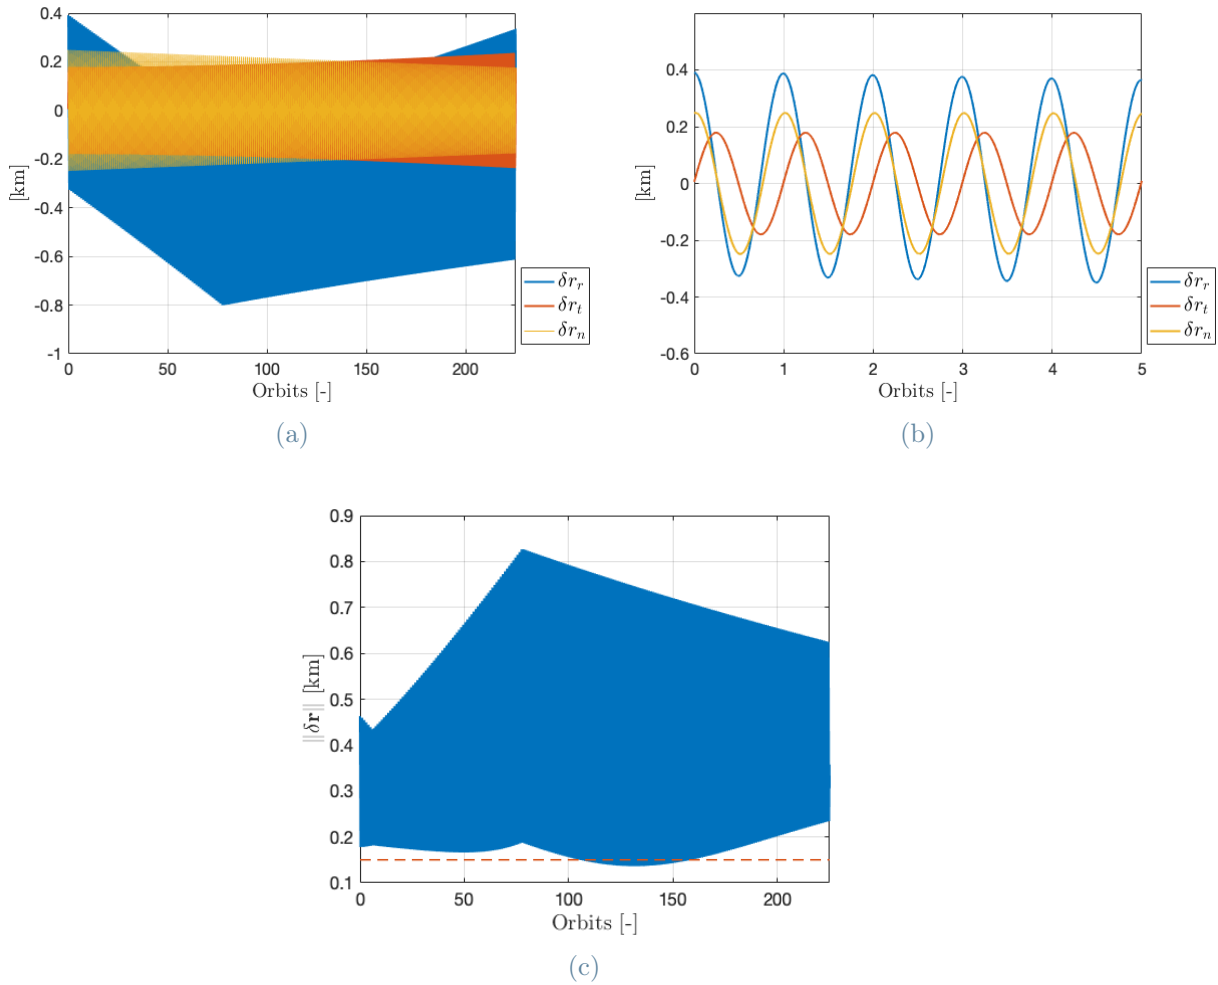 0.4
0.2
0
-0.2
-0.4
-0.6
-0.8
-1
[km]
0 50 100 150 200
Orbits [-]
δr_r
δr_t
δr_n
(a)
0.4
0.2
0
-0.2
-0.4
-0.6
[km]
0 1 2 3 4 5
Orbits [-]
δr_r
δr_t
δr_n
(b)
0.9
0.8
0.7
0.6
0.5
0.4
0.3
0.2
0.1
||δr|| [km]
0 50 100 150 200
Orbits [-]
(c)